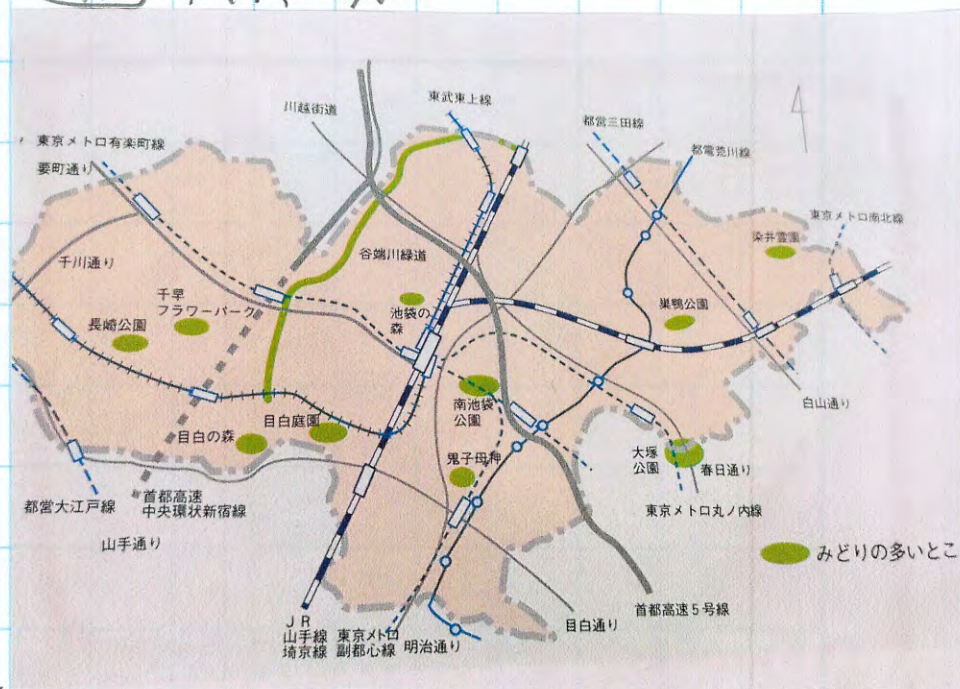 川越街道
東武東上線
都営三田線
都電荒川線
東京メトロ有楽町線
要町通り
東京メトロ南北線
染井霊園
谷端川緑道
千川通り
千早
フラワーパーク
長崎公園
池袋の
森
巣鴨公園
白山通り
南池袋
公園
目白庭園
目白の森
鬼子母神
大塚
公園
春日通り
都営大江戸線
首都高速
中央環状新宿線
東京メトロ丸ノ内線
山手通り
みどりの多いとこ
首都高速5号線
目白通り
JR
山手線
埼京線
東京メトロ
副都心線
明治通り